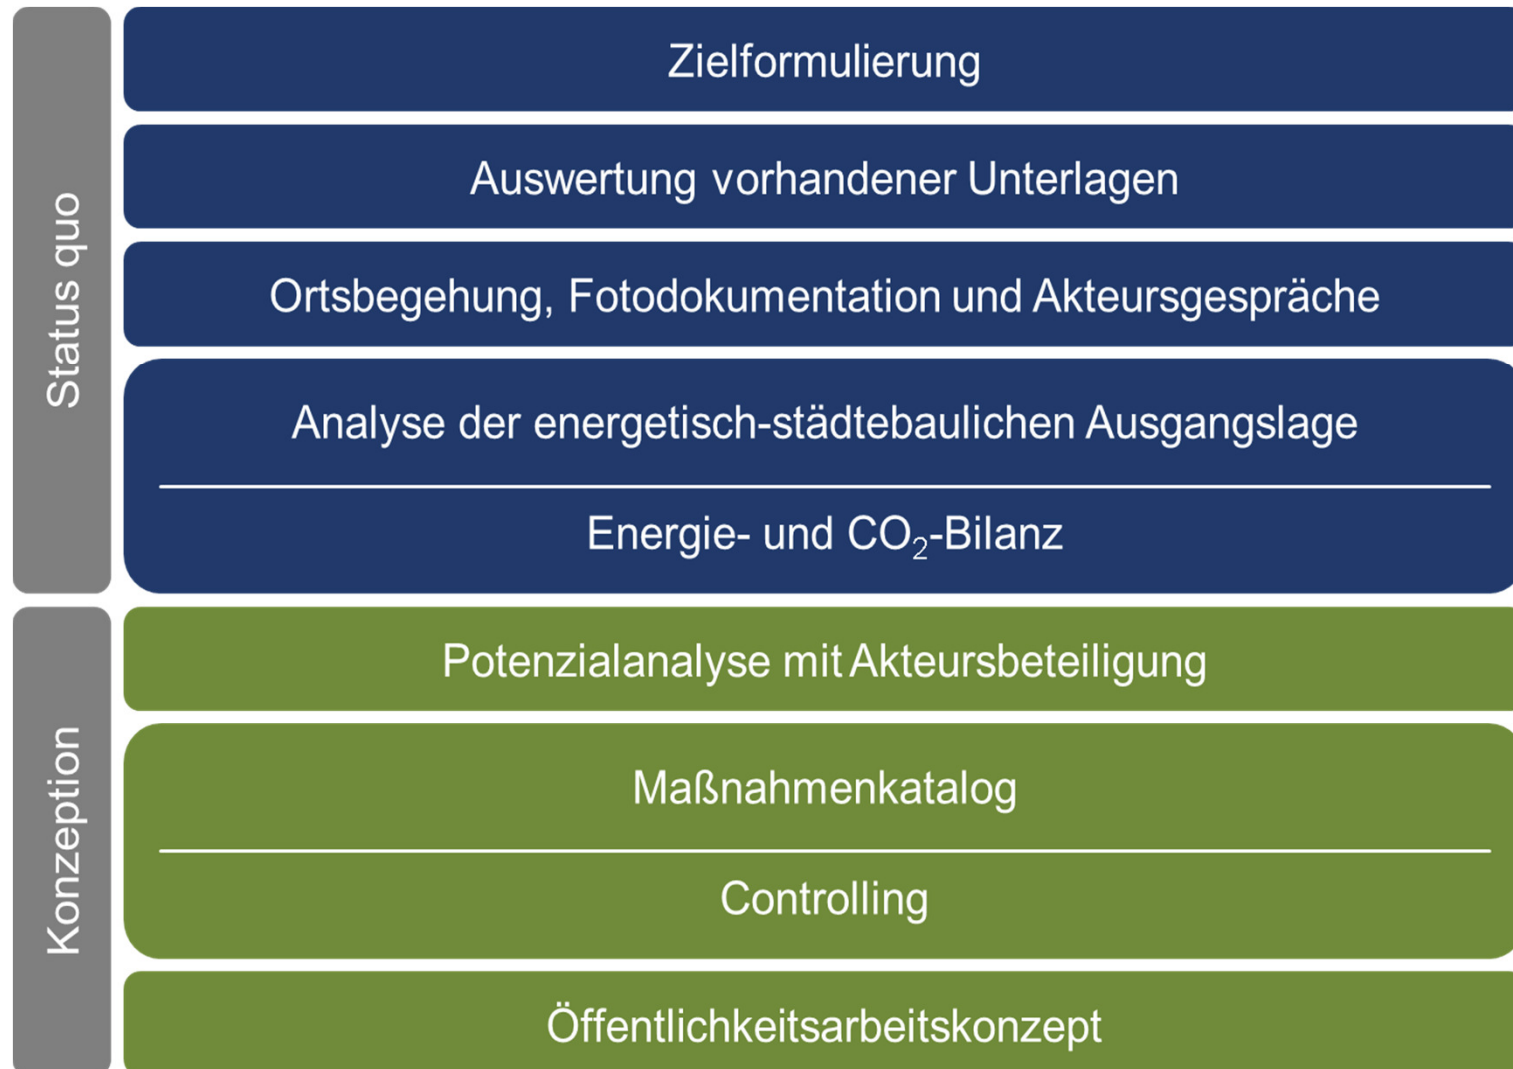 Status quo
Zielformulierung
Auswertung vorhandener Unterlagen
Ortsbegehung, Fotodokumentation und Akteursgespräche
Analyse der energetisch-städtebaulichen Ausgangslage
Energie- und CO₂-Bilanz
Konzeption
Potenzialanalyse mit Akteursbeteiligung
Maßnahmenkatalog
Controlling
Öffentlichkeitsarbeitskonzept